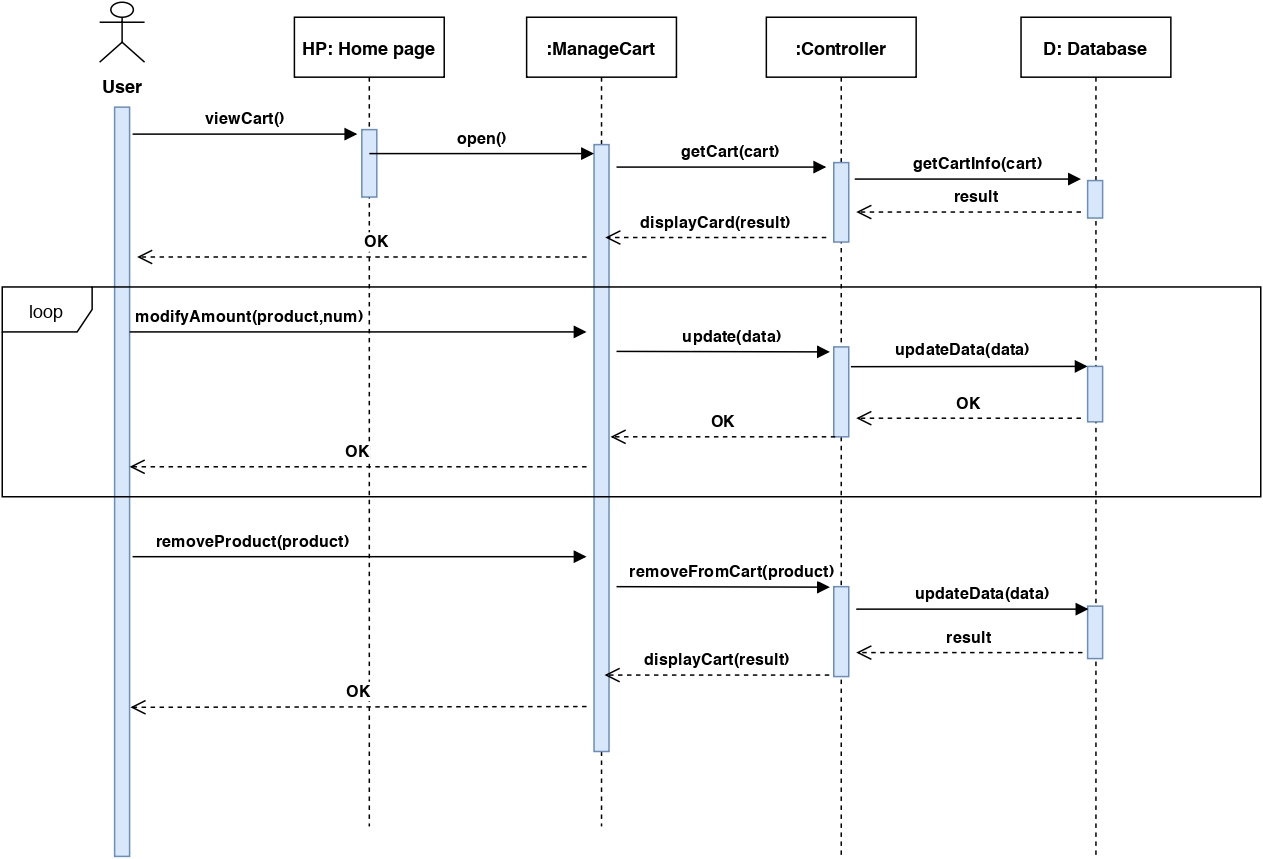 User
HP: Home page
:ManageCart
:Controller
D: Database
viewCart()
open()
getCart(cart)
getCartInfo(cart)
result
displayCard(result)
OK
loop
modifyAmount(product,num)
update(data)
updateData(data)
OK
OK
OK
removeProduct(product)
removeFromCart(product)
updateData(data)
result
displayCart(result)
OK